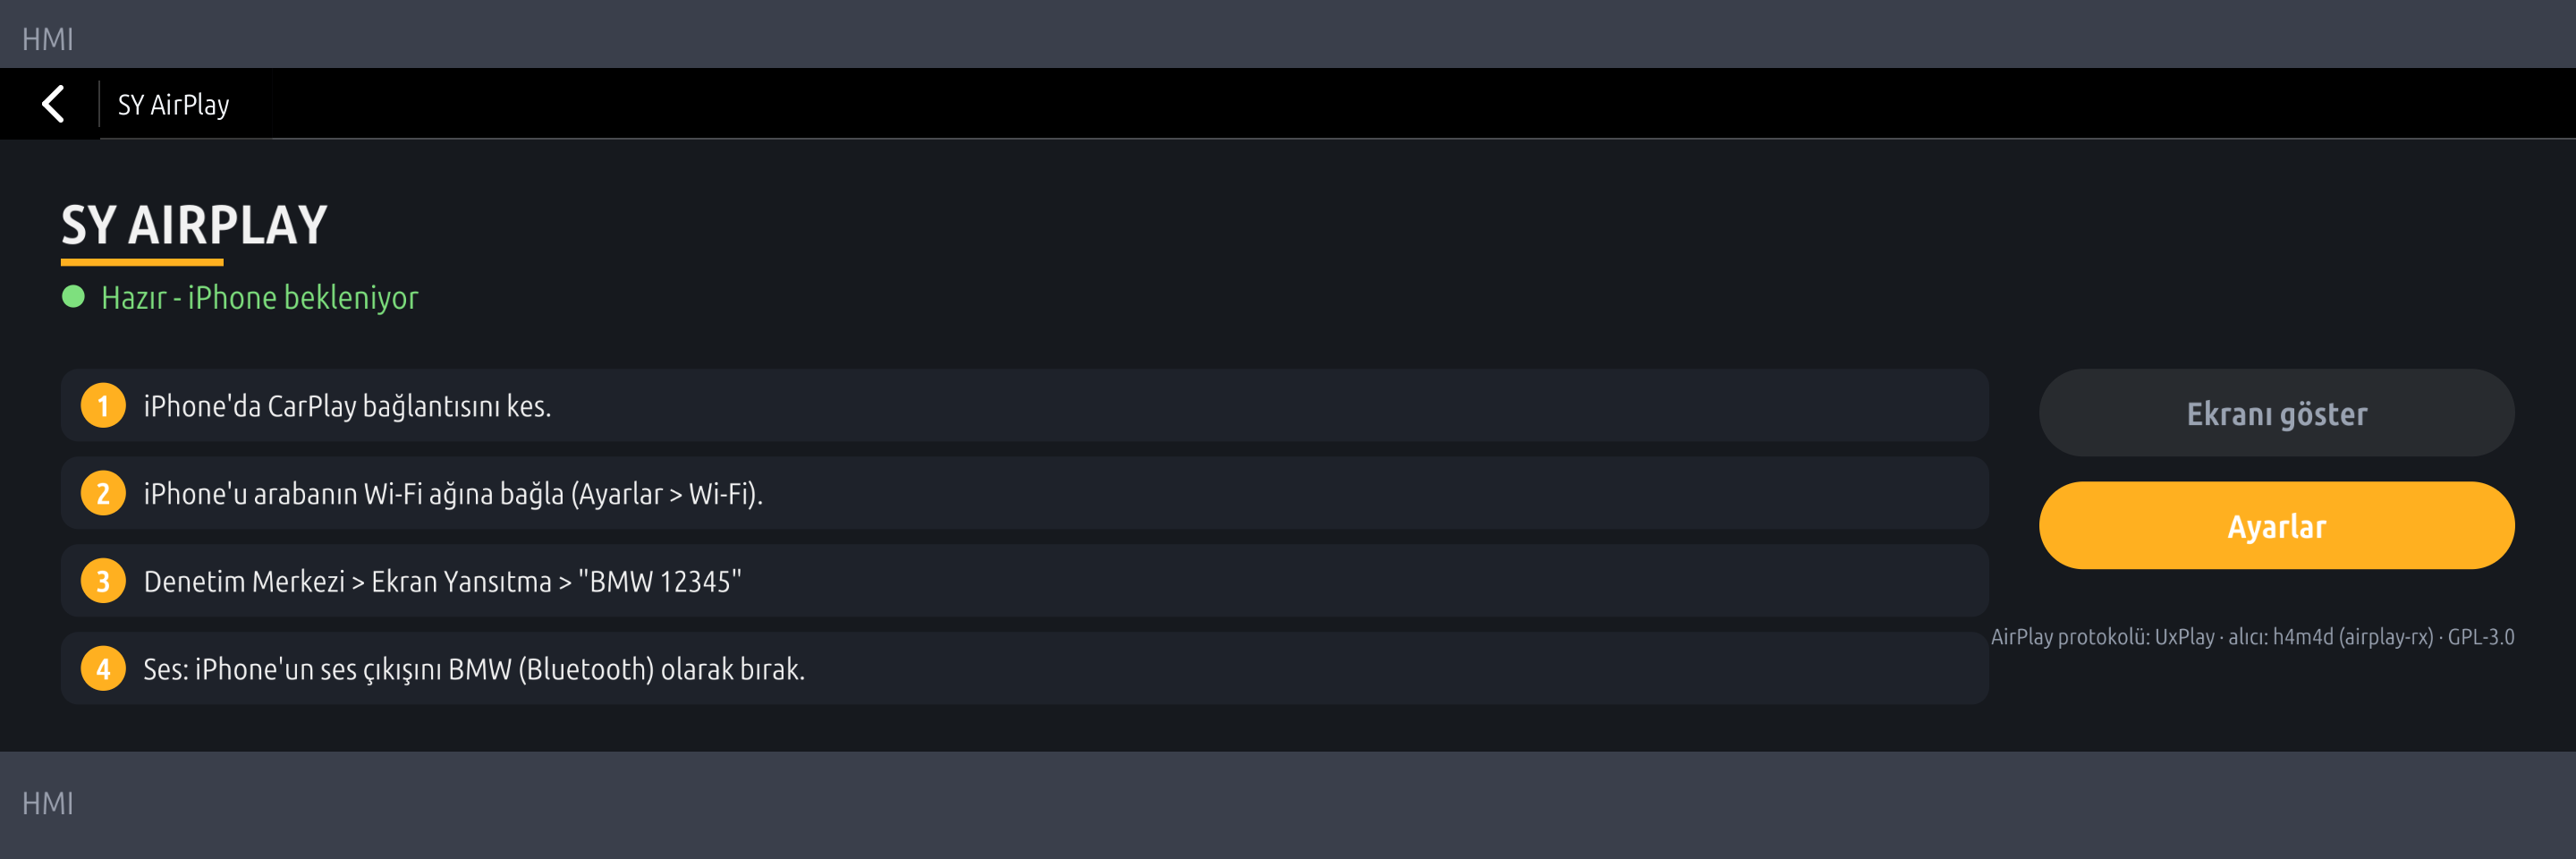 HMI
SY AirPlay
SY AIRPLAY
Hazır - iPhone bekleniyor
1 iPhone'da CarPlay bağlantısını kes.
2 iPhone'u arabanın Wi-Fi ağına bağla (Ayarlar > Wi-Fi).
3 Denetim Merkezi > Ekran Yansıtma > "BMW 12345"
4 Ses: iPhone'un ses çıkışını BMW (Bluetooth) olarak bırak.
Ekranı göster
Ayarlar
AirPlay protokolü: UxPlay · alıcı: h4m4d (airplay-rx) · GPL-3.0
HMI